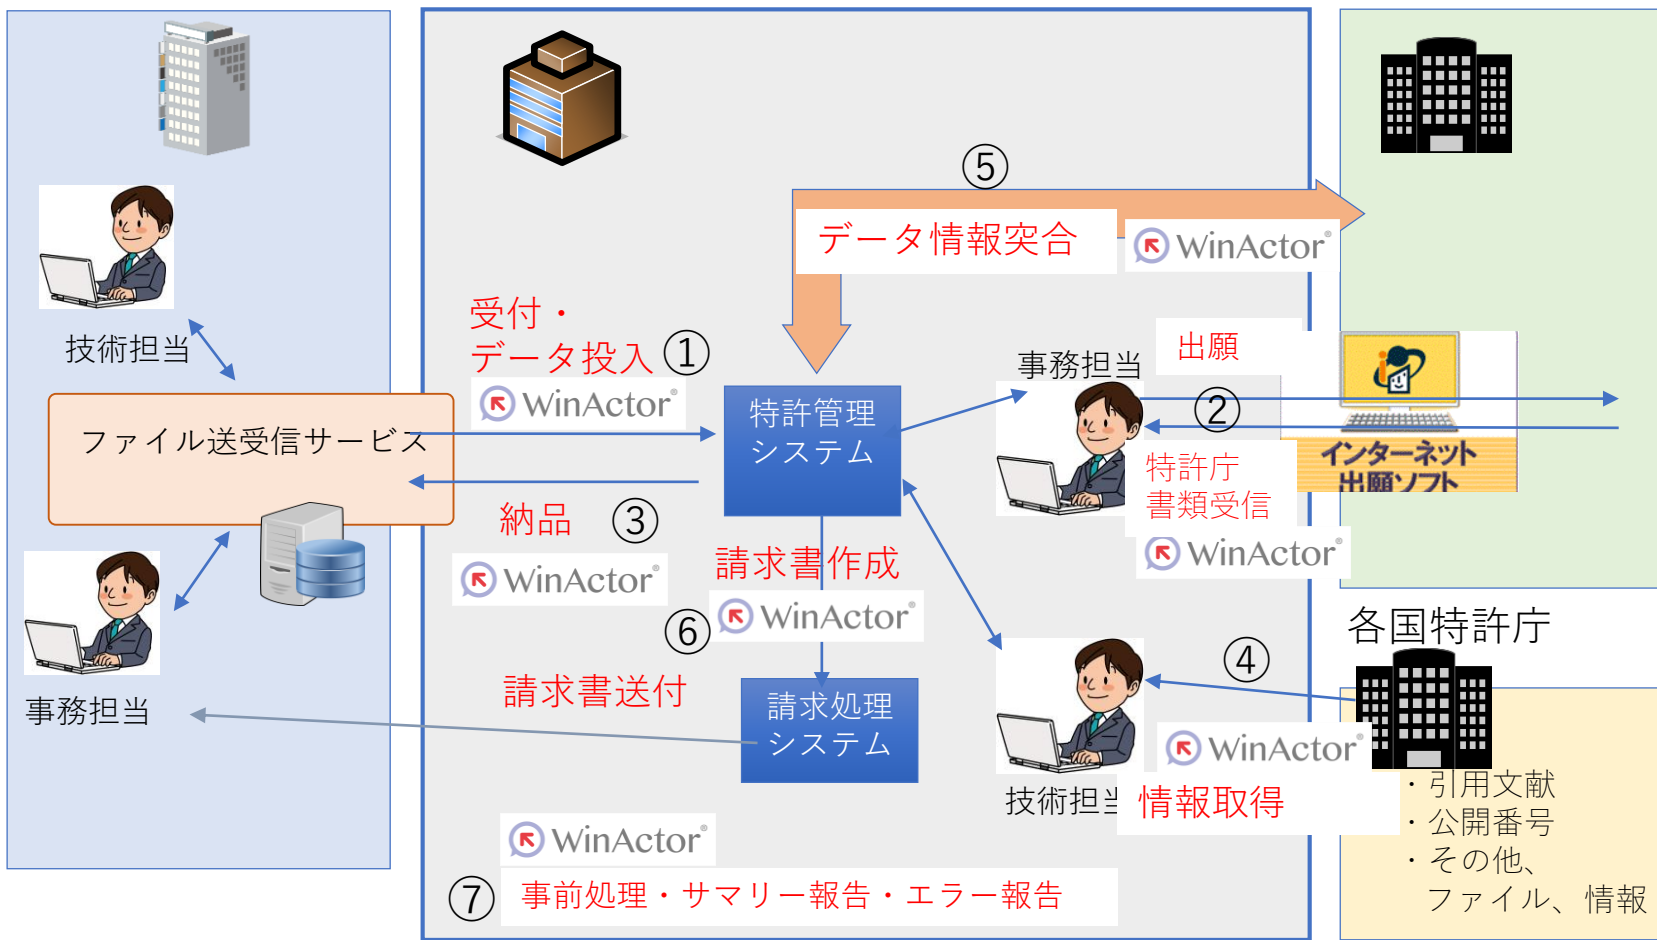 技術担当
ファイル送受信サービス
事務担当
受付・
データ投入
①
WinActor®
納品
③
WinActor®
請求書送付
⑤
データ情報突合
WinActor®
特許管理
システム
請求書作成
⑥
WinActor®
請求処理
システム
事務担当
出願
②
特許庁
書類受信
WinActor®
インターネット
出願ソフト
④
WinActor®
技術担当
情報取得
各国特許庁
・引用文献
・公開番号
・その他、
ファイル、情報
WinActor®
⑦
事前処理・サマリー報告・エラー報告